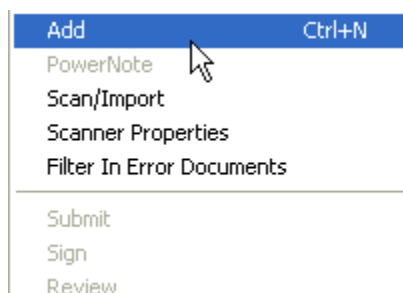 Add Ctrl+N
PowerNote
Scan/Import
Scanner Properties
Filter In Error Documents
Submit
Sign
Review